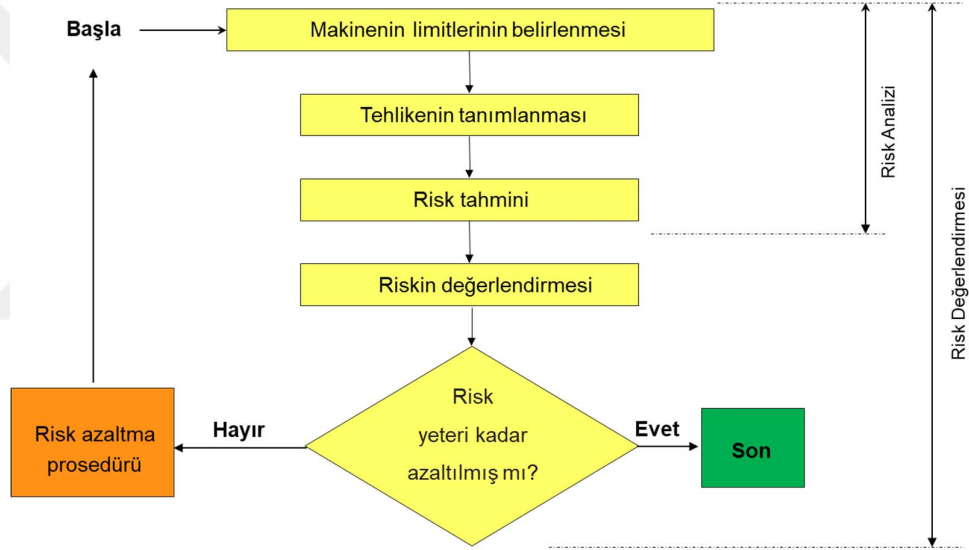 Başla
Makinenin limitlerinin belirlenmesi
Tehlikenin tanımlanması
Risk tahmini
Riskin değerlendirmesi
Risk
yeteri kadar
azaltılmış mı?
Hayır
Evet
Risk azaltma
prosedürü
Son
Risk Analizi
Risk Değerlendirmesi